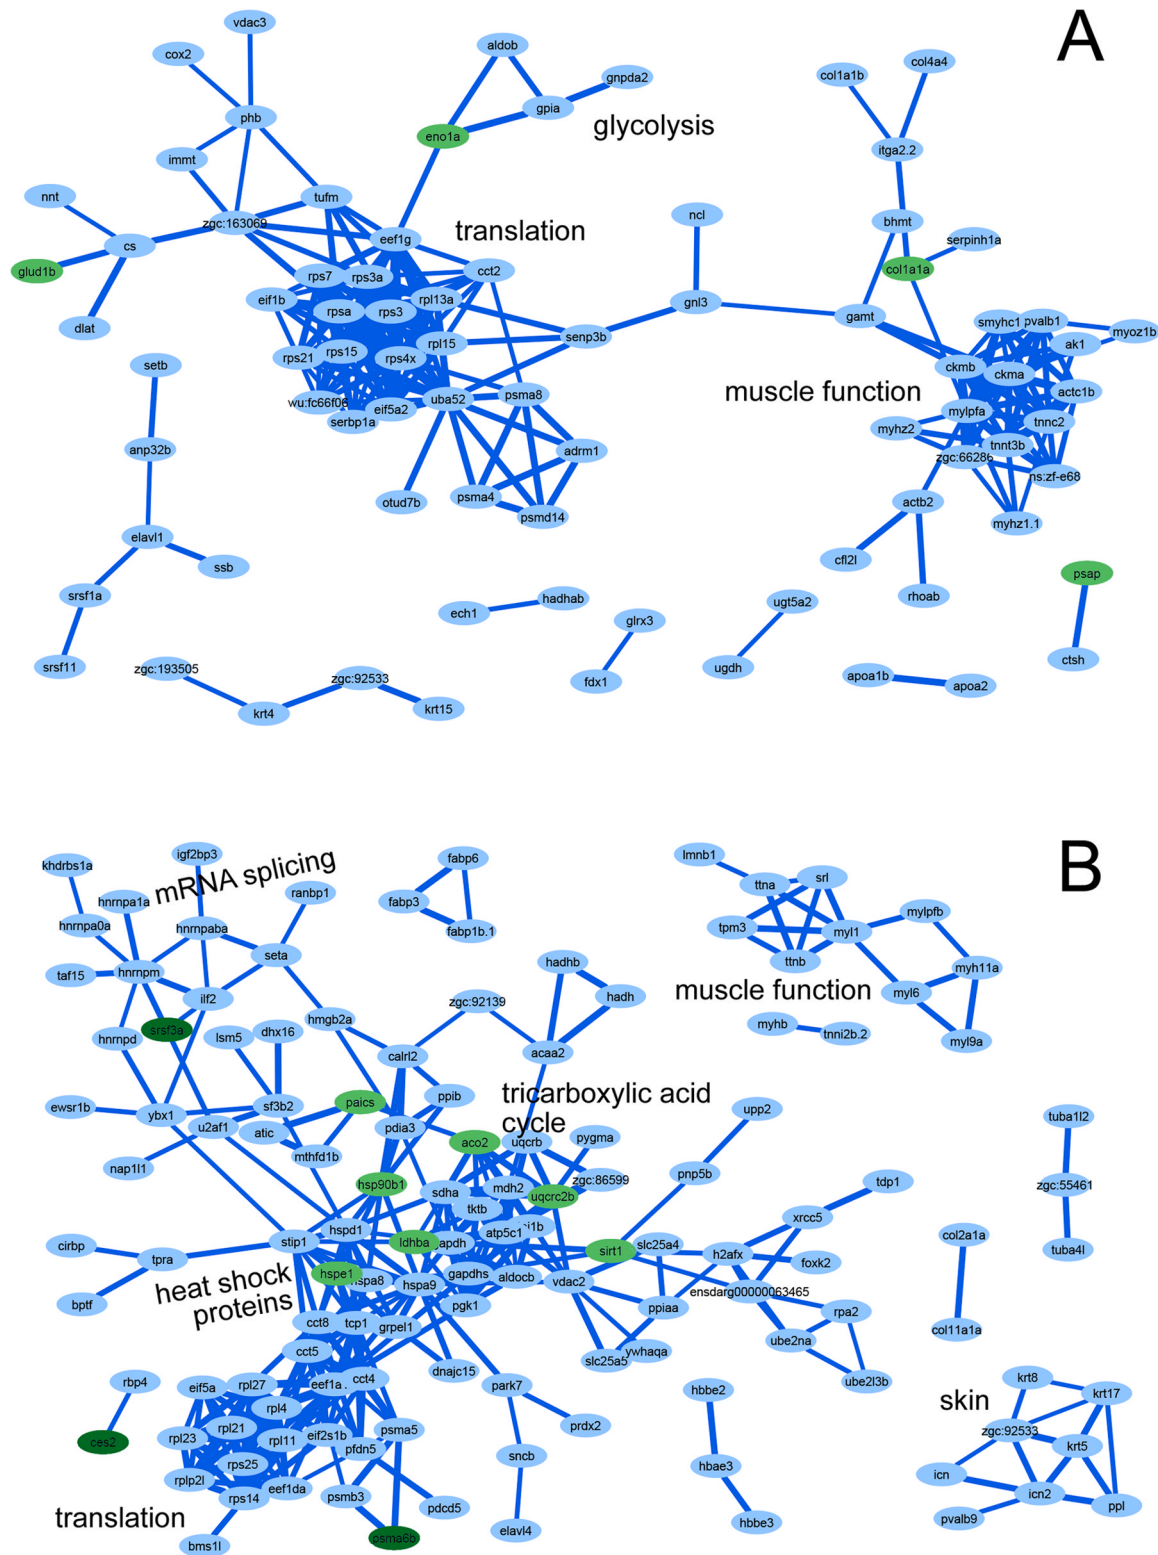 A
vdac3
cox2
aldob
gnpda2
gpia
col4a4
col1a1b
phb
eno1a
glycolysis
itga2.2
immt
nnt
tufm
zgc:163069
ncl
bhmt
serpinh1a
cs
eef1g
translation
glud1b
cct2
col1a1a
rps7
rps3a
eif1b
rpl13a
gnl3
gamt
dlat
rpsa
rps3
smyhc1
pvalb1
myoz1b
senp3b
rps21
rps15
rps4x
rpl15
ak1
setb
ckmb
ckma
muscle function
wu:fc66f06
eif5a2
uba52
psma8
actc1b
serbp1a
mylpfa
tnnc2
myhz2
anp32b
adrm1
tnnt3b
zgc:66286
ns:zf-e68
psma4
otud7b
psmd14
actb2
myhz1.1
elavl1
ssb
cfl2l
psap
srsf1a
rhoab
ech1
hadhab
ugt5a2
glrx3
srsf11
zgc:193505
zgc:92533
fdx1
ugdh
apoa1b
apoa2
ctsh
krt4
krt15
B
igf2bp3
khdrbs1a
mRNA splicing
fabp6
lmnb1
srl
ttna
hnrnpa1a
ranbp1
fabp3
mylpfb
hnrnpa0a
hnrnpaba
fabp1b.1
tpm3
myl1
taf15
hnrnpm
seta
hadhb
ttnb
myh11a
ilf2
zgc:92139
hadh
muscle function
myl6
srsf3a
hmgb2a
myhb
tnni2b.2
hnrnpd
lsm5
dhx16
calrl2
acaa2
myl9a
tricarboxylic acid
cycle
ewsr1b
ybx1
sf3b2
paics
ppib
upp2
tuba1l2
u2af1
atic
pdia3
aco2
uqcrb
pygma
nap1l1
mthfd1b
pnp5b
zgc:86599
hsp90b1
sdha
mdh2
uqcrc2b
tdp1
zgc:55461
tktb
cirbp
tpra
stip1
hspd1
ldhba
atp5c1
sirt1
slc25a4
h2afx
xrcc5
col2a1a
tuba4l
foxk2
heat shock
proteins
hspe1
hspa9
gapdhs
aldocb
vdac2
ensdarg00000063465
bptf
pgk1
ppiaa
rpa2
cct8
tcp1
grpel1
col11a1a
cct5
ywhaqa
slc25a5
ube2na
dnajc15
rbp4
eif5a
rpl27
cct4
park7
ube2l3b
hbbe2
krt8
krt17
skin
rpl4
rpl21
rpl23
rpl11
eif2s1b
psma5
prdx2
ces2
pfdn5
zgc:92533
krt5
rps25
sncb
hbae3
icn
rplp2l
rps14
eef1da
psmb3
pdcd5
icn2
ppl
translation
pvalb9
bms1l
psma6b
elavl4
hbbe3